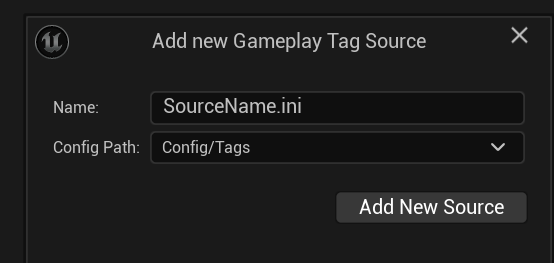 Add new Gameplay Tag Source
Name: SourceName.ini
Config Path: Config/Tags
Add New Source